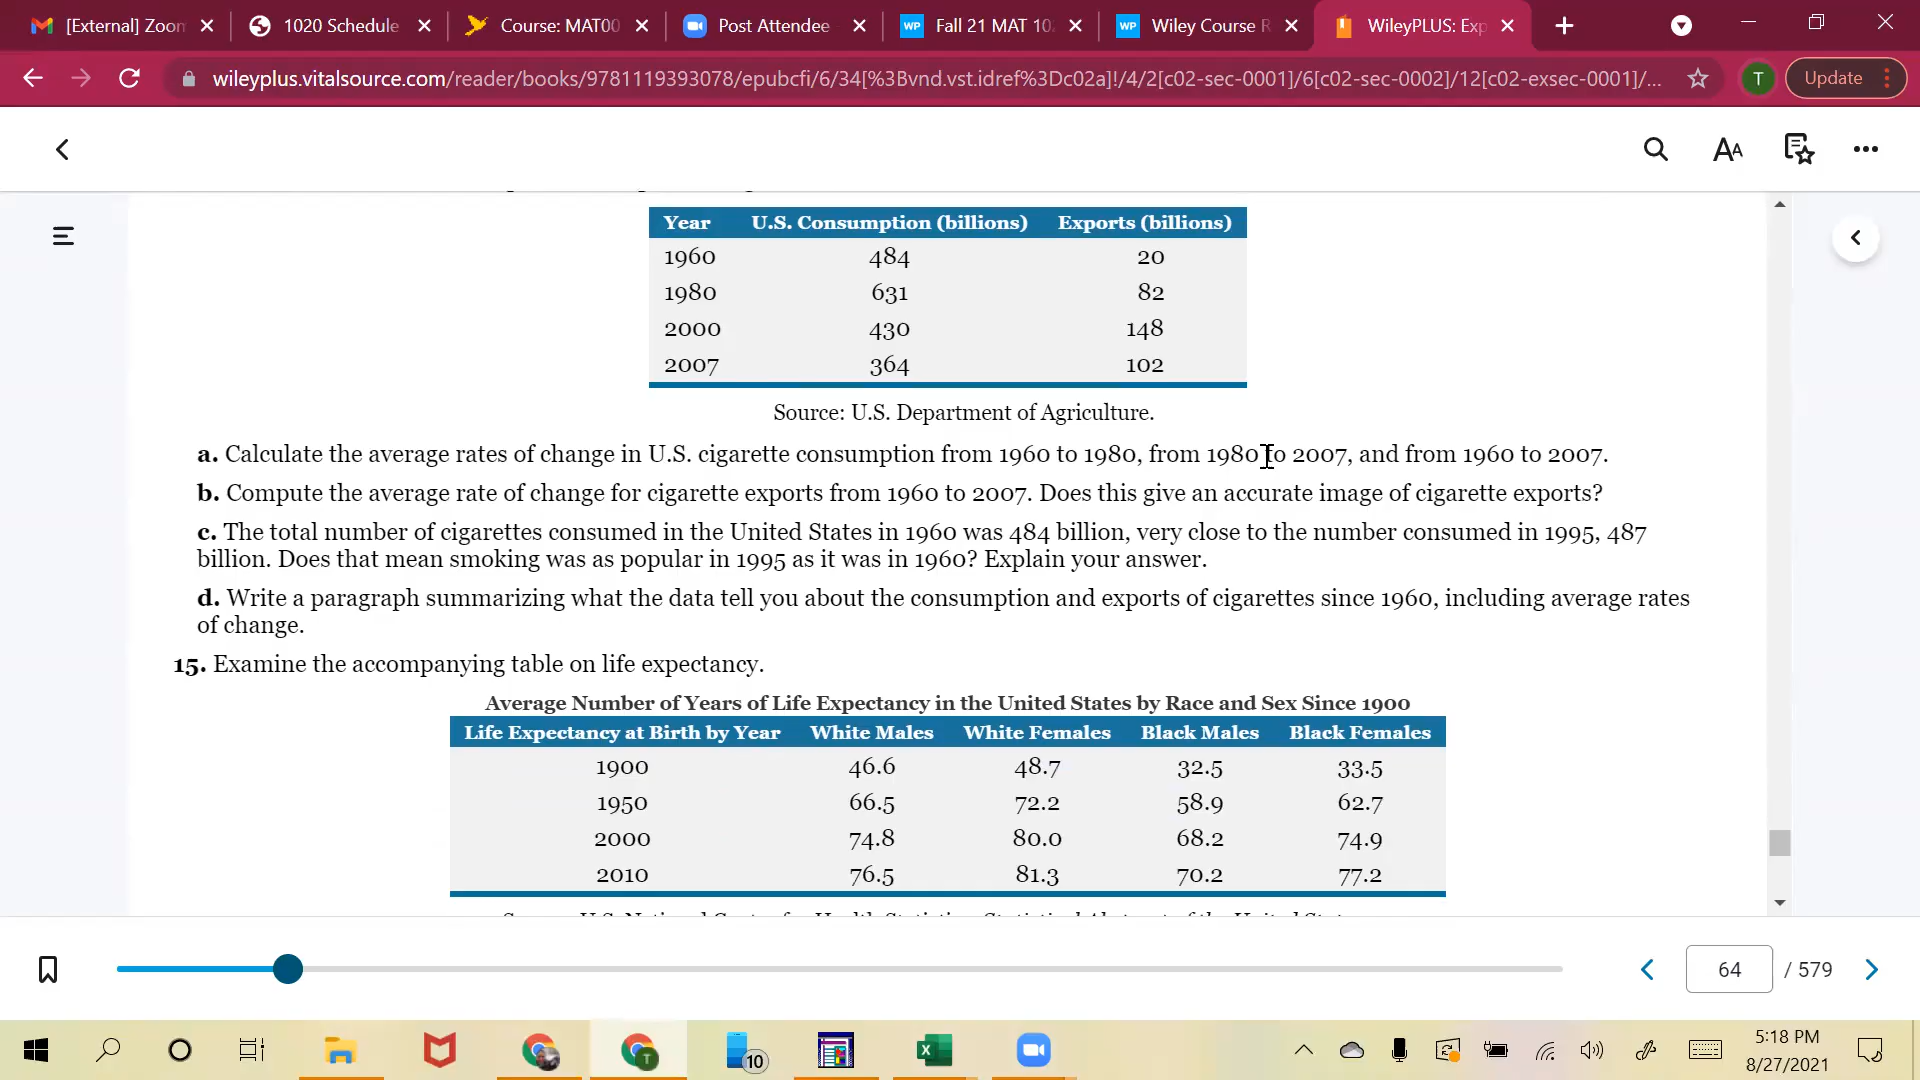 [External] Zoom
1020 Schedule
Course: MAT00
Post Attendee
WP Fall 21 MAT 10
WP Wiley Course R
WileyPLUS: Exp
wileyplus.vitalsource.com/reader/books/9781119393078/epubcfi/6/34[%3Bvnd.vst.idref%3Dc02a]!/4/2[c02-sec-0001]/6[c02-sec-0002]/12[c02-exsec-0001]/...
T
Update
AA
Year U.S. Consumption (billions) Exports (billions)
1960 484 20
1980 631 82
2000 430 148
2007 364 102
Source: U.S. Department of Agriculture.
a. Calculate the average rates of change in U.S. cigarette consumption from 1960 to 1980, from 1980 to 2007, and from 1960 to 2007.
b. Compute the average rate of change for cigarette exports from 1960 to 2007. Does this give an accurate image of cigarette exports?
c. The total number of cigarettes consumed in the United States in 1960 was 484 billion, very close to the number consumed in 1995, 487
billion. Does that mean smoking was as popular in 1995 as it was in 1960? Explain your answer.
d. Write a paragraph summarizing what the data tell you about the consumption and exports of cigarettes since 1960, including average rates
of change.
15. Examine the accompanying table on life expectancy.
Average Number of Years of Life Expectancy in the United States by Race and Sex Since 1900
Life Expectancy at Birth by Year White Males White Females Black Males Black Females
1900 46.6 48.7 32.5 33.5
1950 66.5 72.2 58.9 62.7
2000 74.8 80.0 68.2 74.9
2010 76.5 81.3 70.2 77.2
64 / 579
T
10
5:18 PM
8/27/2021